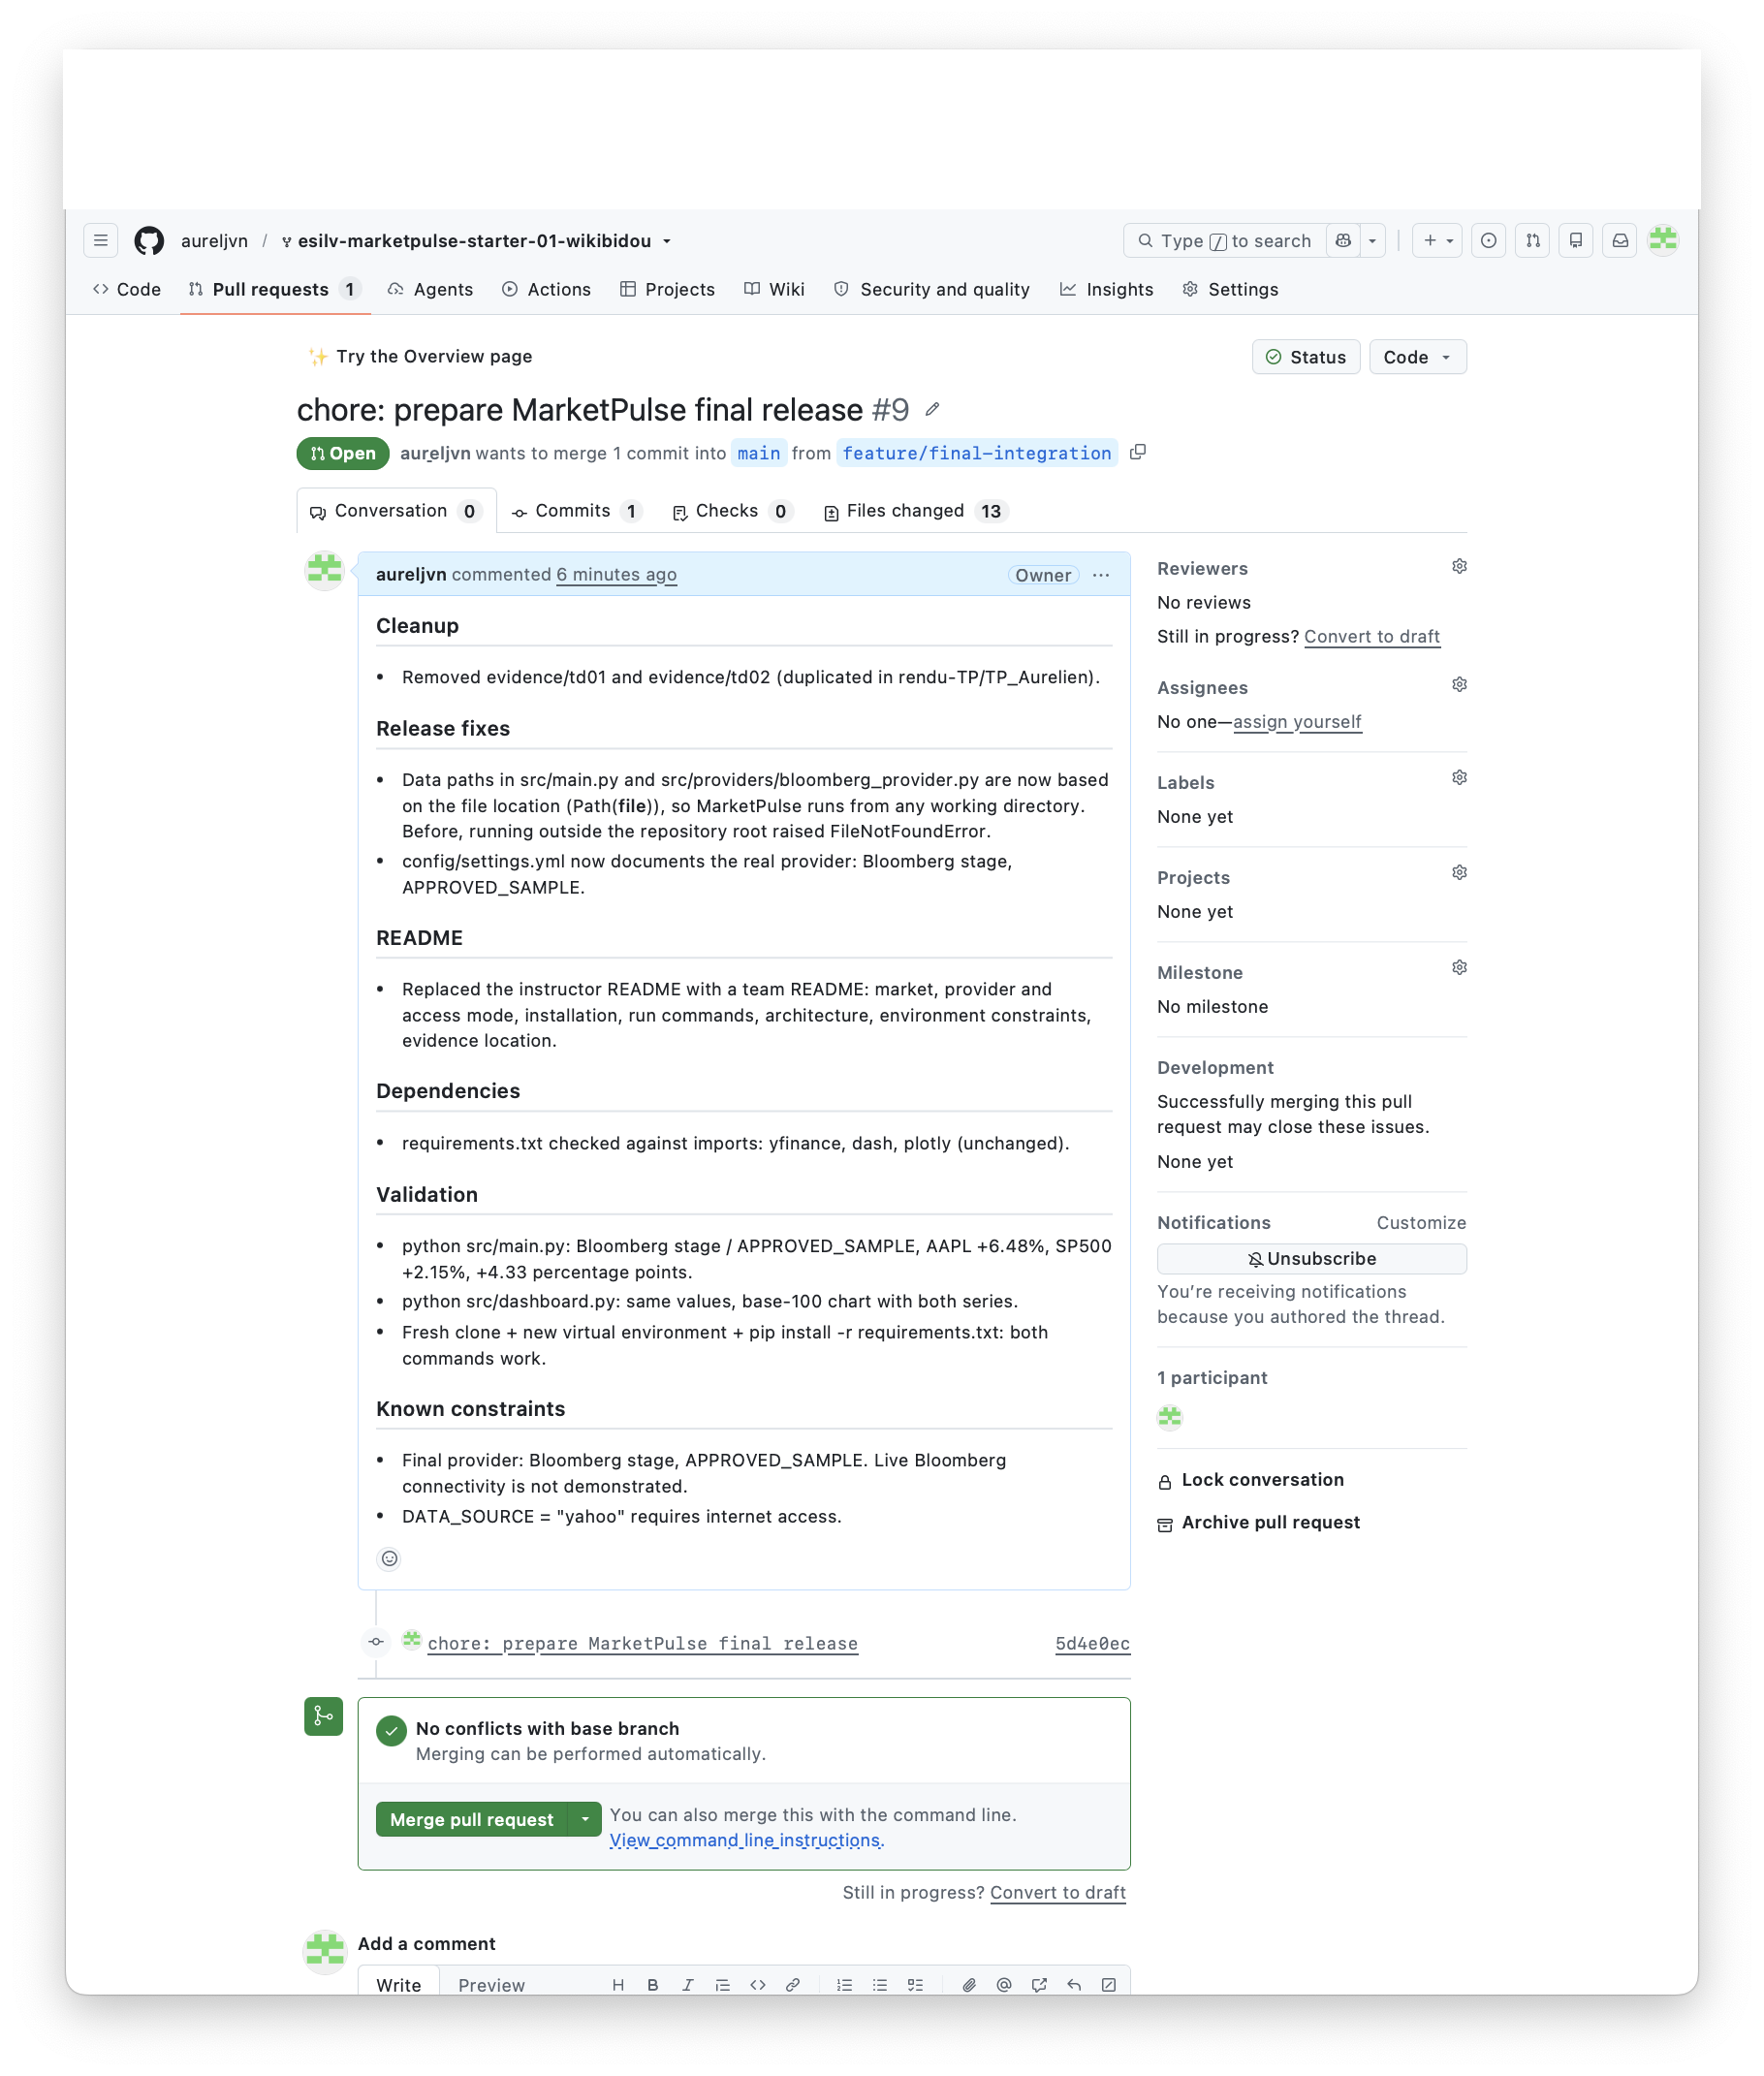 aureljvn / esilv-marketpulse-starter-01-wikibidou
Type / to search
Code
Pull requests 1
Agents
Actions
Projects
Wiki
Security and quality
Insights
Settings
✨ Try the Overview page
Status
Code
chore: prepare MarketPulse final release #9
Open
aureljvn wants to merge 1 commit into main from feature/final-integration
Conversation 0
Commits 1
Checks 0
Files changed 13
aureljvn commented 6 minutes ago
Owner
Cleanup
• Removed evidence/td01 and evidence/td02 (duplicated in rendu-TP/TP_Aurelien).
Release fixes
• Data paths in src/main.py and src/providers/bloomberg_provider.py are now based
on the file location (Path(file)), so MarketPulse runs from any working directory.
Before, running outside the repository root raised FileNotFoundError.
• config/settings.yml now documents the real provider: Bloomberg stage,
APPROVED_SAMPLE.
README
• Replaced the instructor README with a team README: market, provider and
access mode, installation, run commands, architecture, environment constraints,
evidence location.
Dependencies
• requirements.txt checked against imports: yfinance, dash, plotly (unchanged).
Validation
• python src/main.py: Bloomberg stage / APPROVED_SAMPLE, AAPL +6.48%, SP500
+2.15%, +4.33 percentage points.
• python src/dashboard.py: same values, base-100 chart with both series.
• Fresh clone + new virtual environment + pip install -r requirements.txt: both
commands work.
Known constraints
• Final provider: Bloomberg stage, APPROVED_SAMPLE. Live Bloomberg
connectivity is not demonstrated.
• DATA_SOURCE = "yahoo" requires internet access.
chore: prepare MarketPulse final release
5d4e0ec
No conflicts with base branch
Merging can be performed automatically.
Merge pull request
You can also merge this with the command line.
View command line instructions.
Still in progress? Convert to draft
Add a comment
Write
Preview
H B I
Reviewers
No reviews
Still in progress? Convert to draft
Assignees
No one—assign yourself
Labels
None yet
Projects
None yet
Milestone
No milestone
Development
Successfully merging this pull
request may close these issues.
None yet
Notifications
Customize
Unsubscribe
You're receiving notifications
because you authored the thread.
1 participant
Lock conversation
Archive pull request